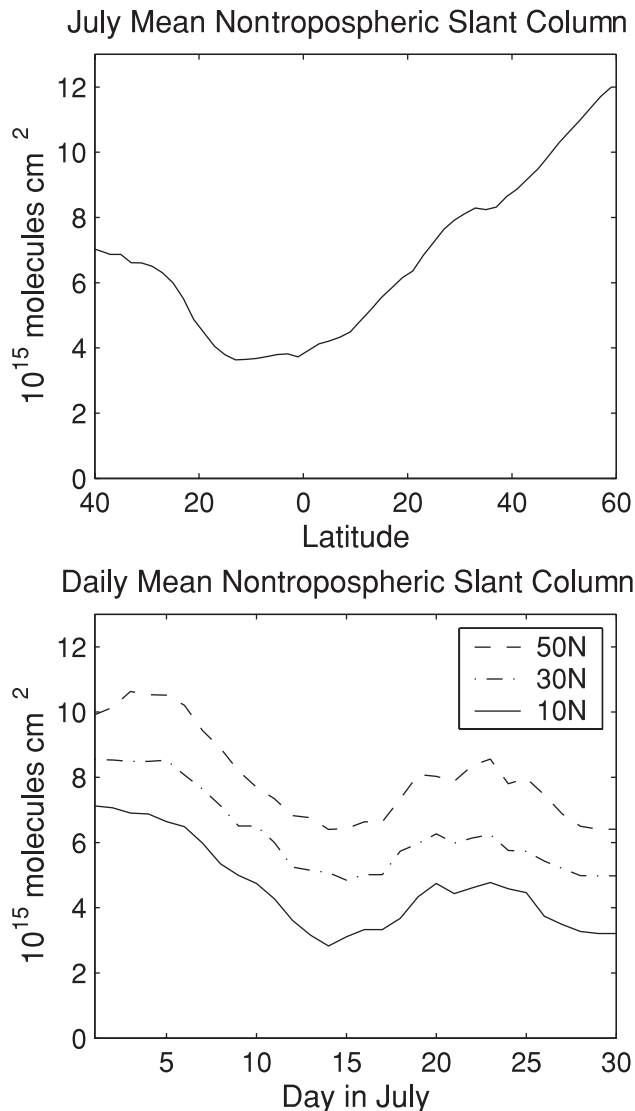 July Mean Nontropospheric Slant Column
12
10
8
6
4
2
0
10^15 molecules cm 2
40 20 0 20 40 60
Latitude
Daily Mean Nontropospheric Slant Column
12
10
8
6
4
2
0
10^15 molecules cm 2
50N
30N
10N
5 10 15 20 25 30
Day in July